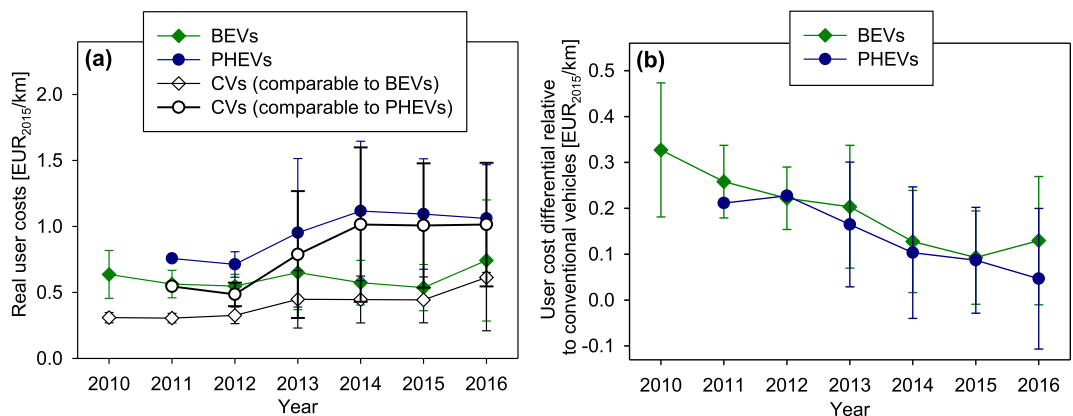 (a)
BEVs
PHEVs
CVs (comparable to BEVs)
CVs (comparable to PHEVs)
Real user costs [EUR2015/km]
2.0
1.5
1.0
0.5
0.0
2010 2011 2012 2013 2014 2015 2016
Year
(b)
BEVs
PHEVs
User cost differential relative
to conventional vehicles [EUR2015/km]
0.5
0.4
0.3
0.2
0.1
0.0
-0.1
2010 2011 2012 2013 2014 2015 2016
Year